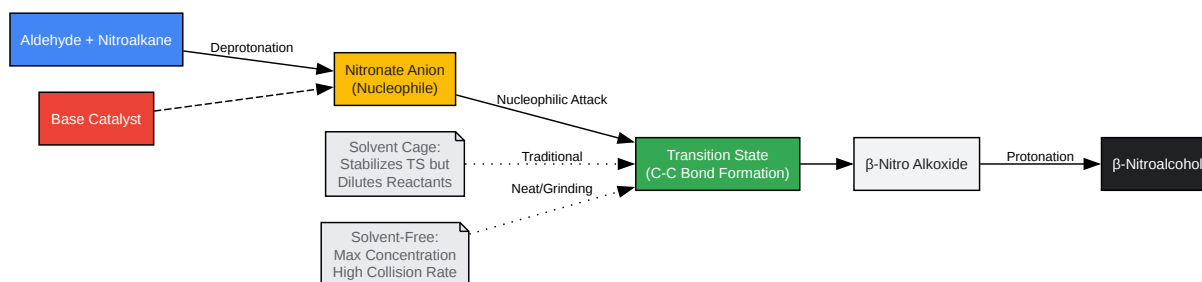 Aldehyde + Nitroalkane
Deprotonation
Base Catalyst
Nitronate Anion
(Nucleophile)
Nucleophilic Attack
Solvent Cage:
Stabilizes TS but
Dilutes Reactants
Traditional
Neat/Grinding
Solvent-Free:
Max Concentration
High Collision Rate
Transition State
(C-C Bond Formation)
β-Nitro Alkoxide
Protonation
β-Nitroalcohol